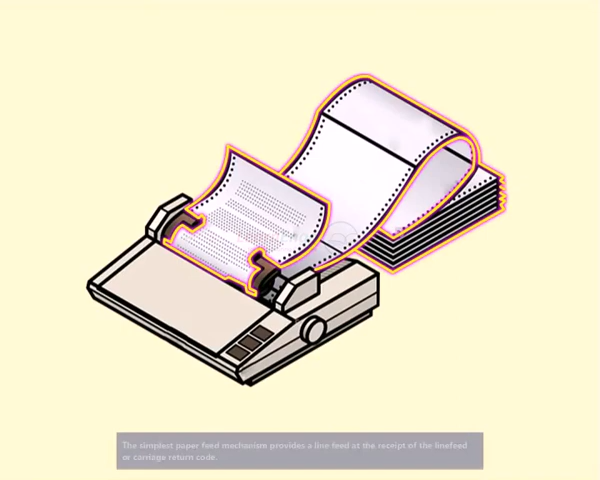 The simplest paper feed mechanism provides a line feed at the receipt of the linefeed
or carriage return code.